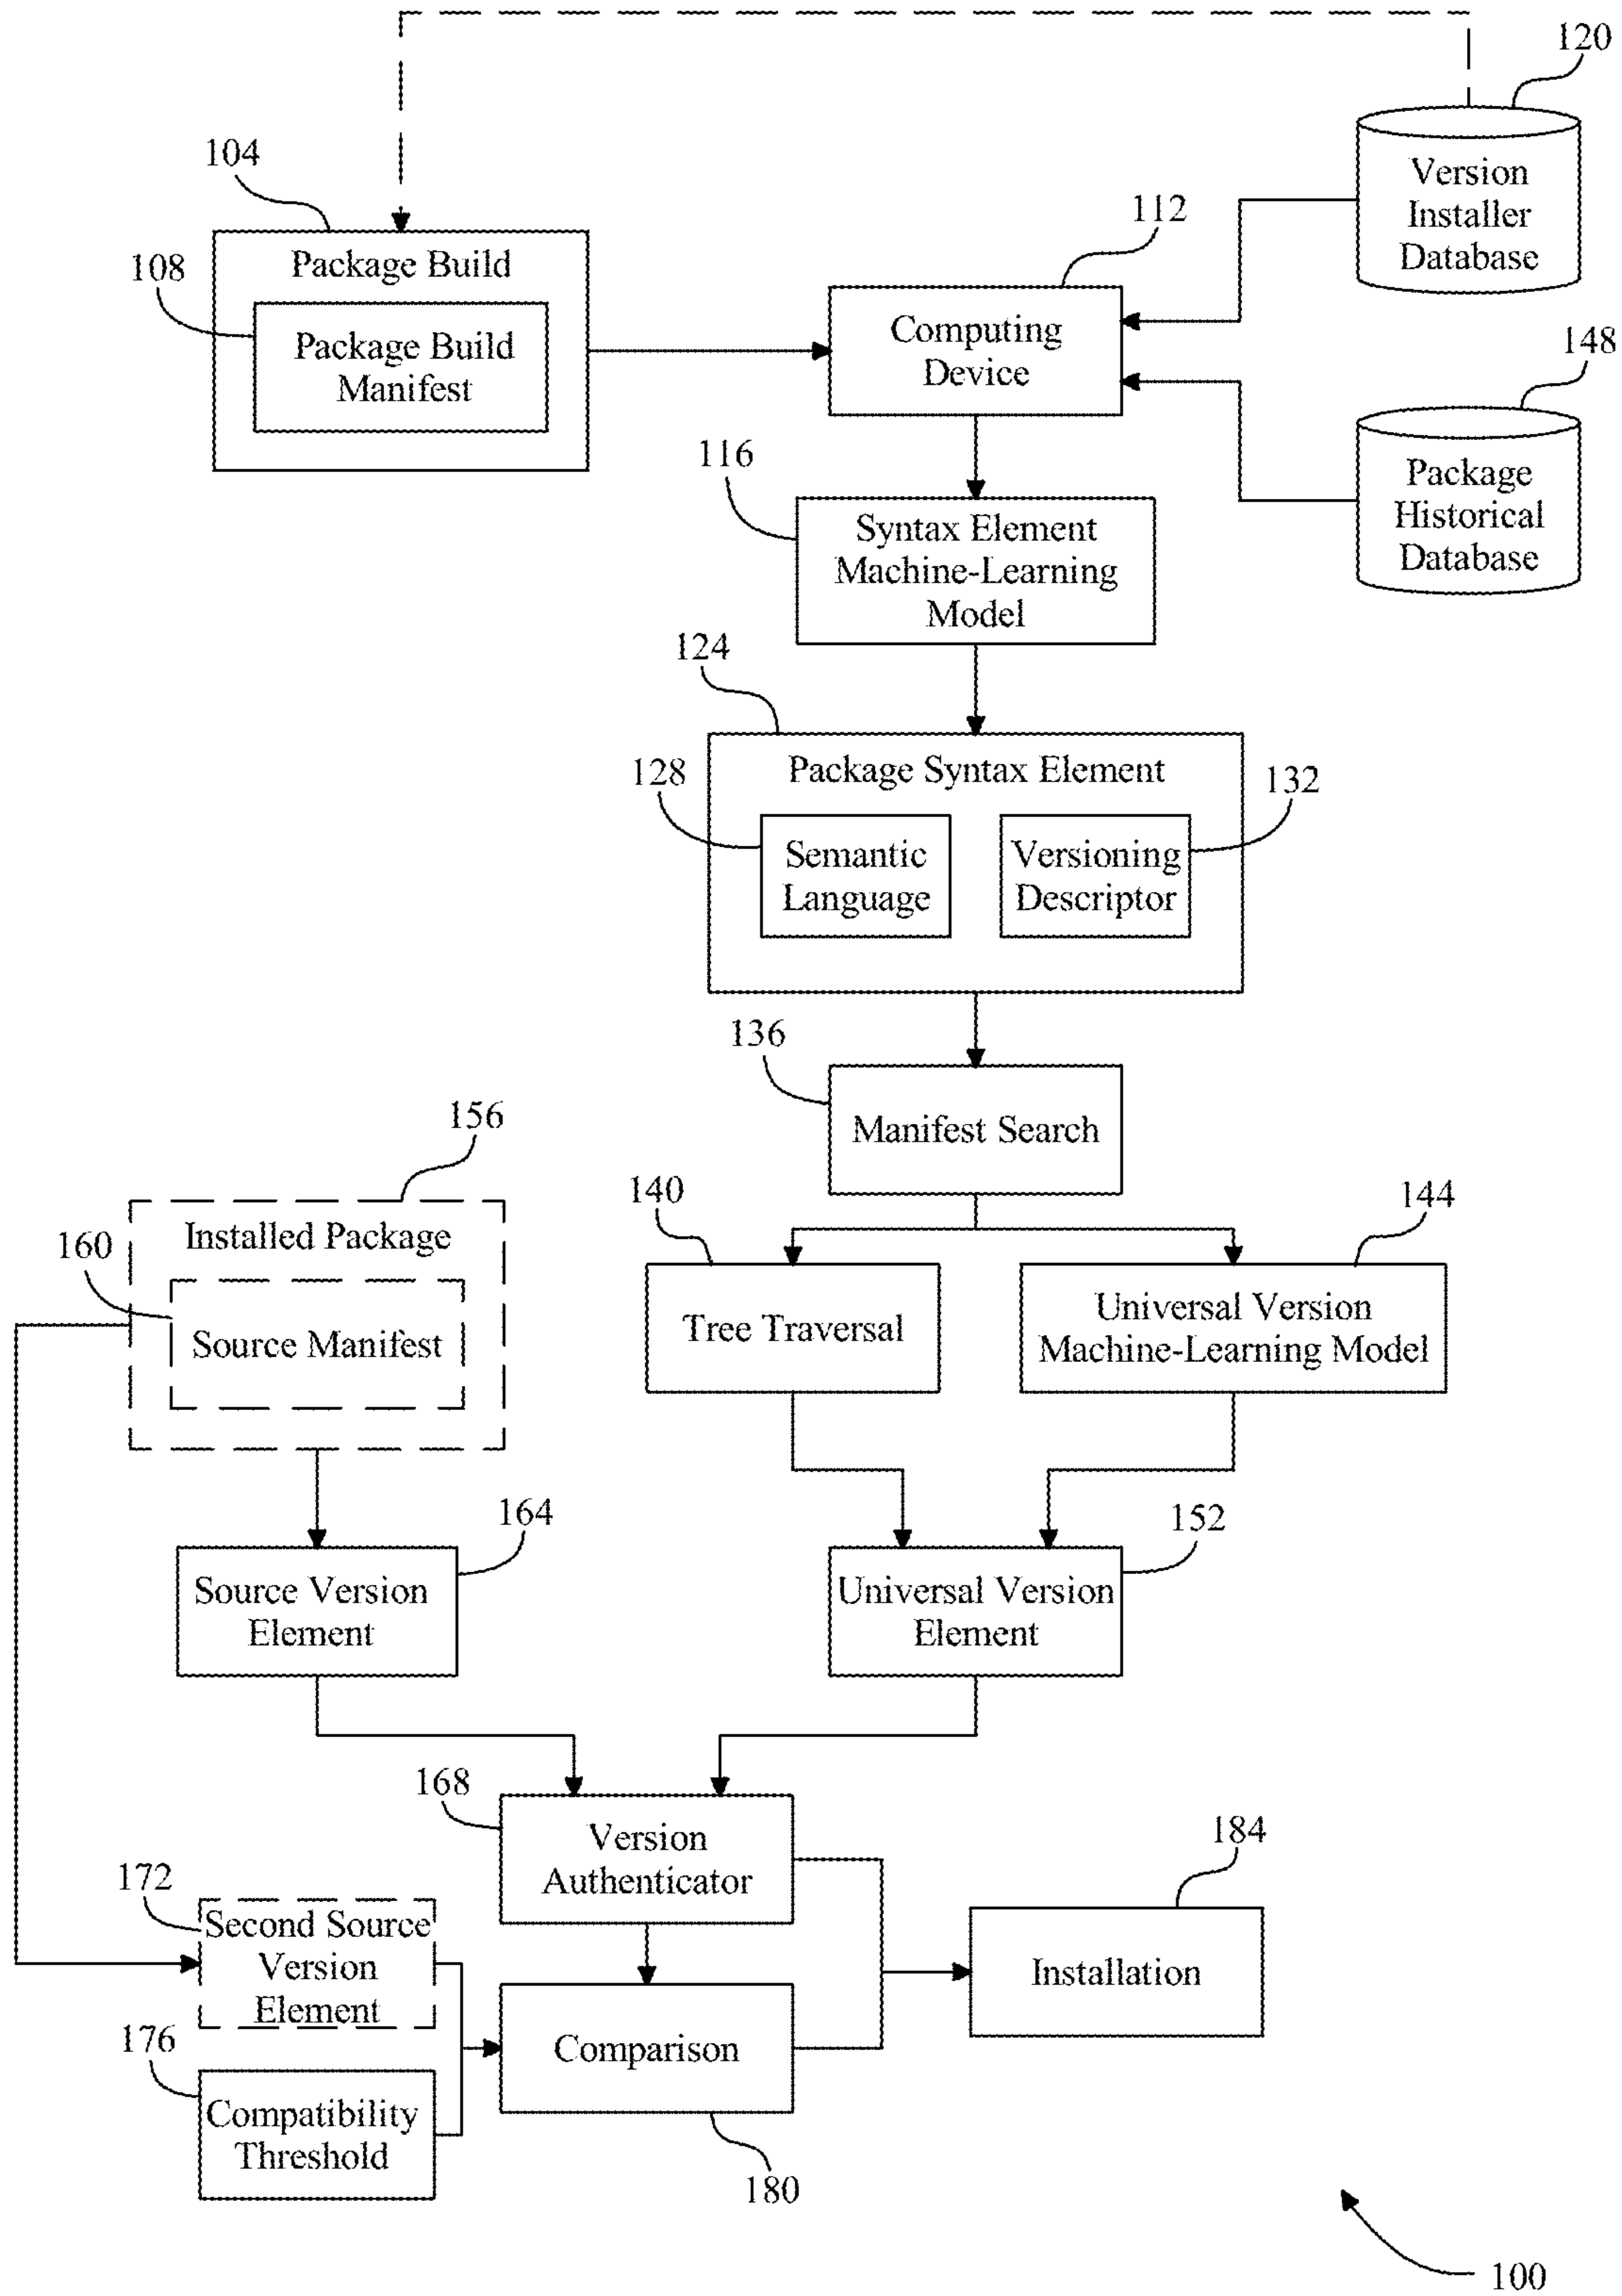 120
Version
Installer
Database
104
Package Build
108
Package Build
Manifest
112
Computing
Device
148
Package
Historical
Database
116
Syntax Element
Machine-Learning
Model
124
Package Syntax Element
128
Semantic
Language
132
Versioning
Descriptor
136
Manifest Search
156
Installed Package
160
Source Manifest
140
Tree Traversal
144
Universal Version
Machine-Learning Model
164
Source Version
Element
152
Universal Version
Element
168
Version
Authenticator
184
Installation
172
Second Source
Version
Element
176
Compatibility
Threshold
Comparison
180
100